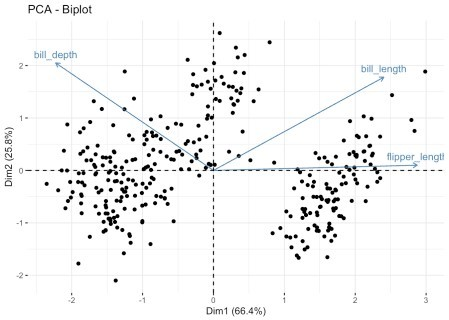 PCA - Biplot
bill_depth
bill_length
flipper_lengtl
Dim2 (25.8%)
2
1
0
-1
-2
-2
-1
0
1
2
3
Dim1 (66.4%)